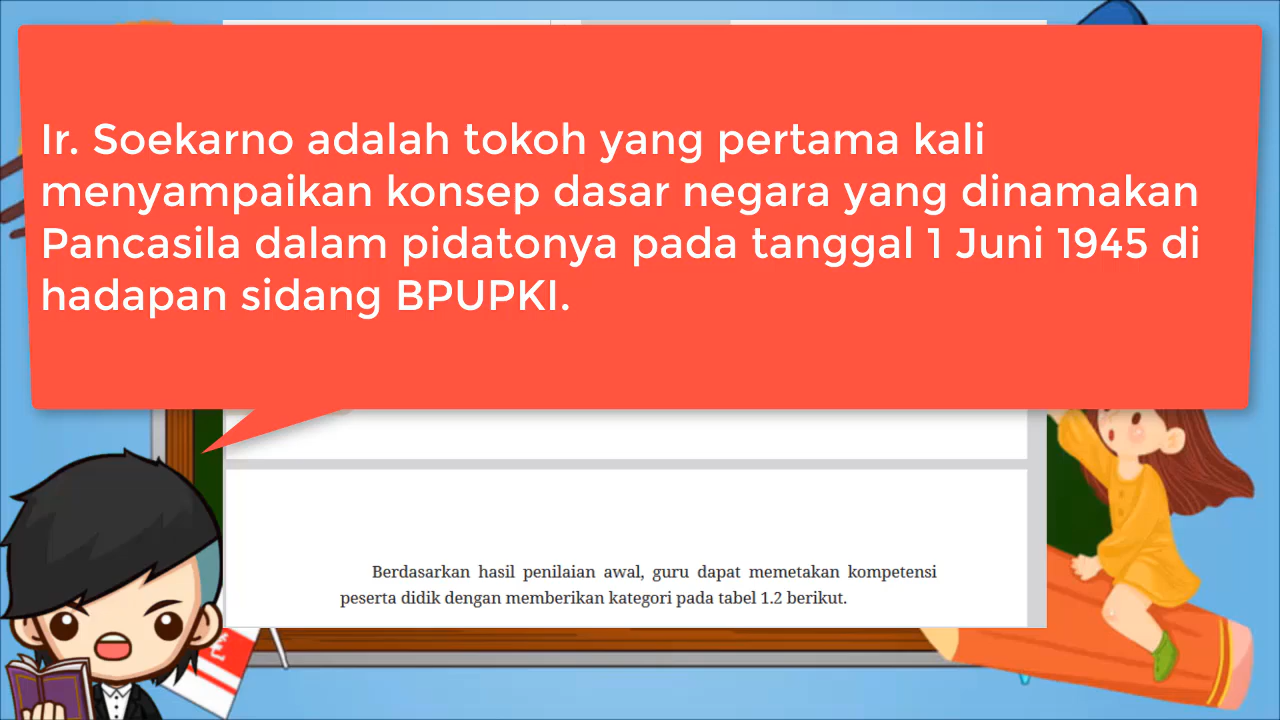 Ir. Soekarno adalah tokoh yang pertama kali
menyampaikan konsep dasar negara yang dinamakan
Pancasila dalam pidatonya pada tanggal 1 Juni 1945 di
hadapan sidang BPUPKI.
Berdasarkan hasil penilaian awal, guru dapat memetakan kompetensi
peserta didik dengan memberikan kategori pada tabel 1.2 berikut.